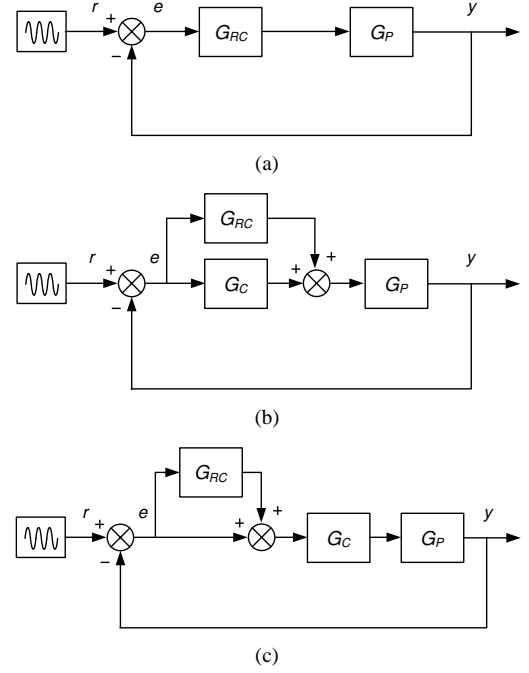 r + e G_RC G_P y
−
(a)
G_RC
+
r + e G_C + G_P y
−
(b)
G_RC
+
r + e + G_C G_P y
−
(c)